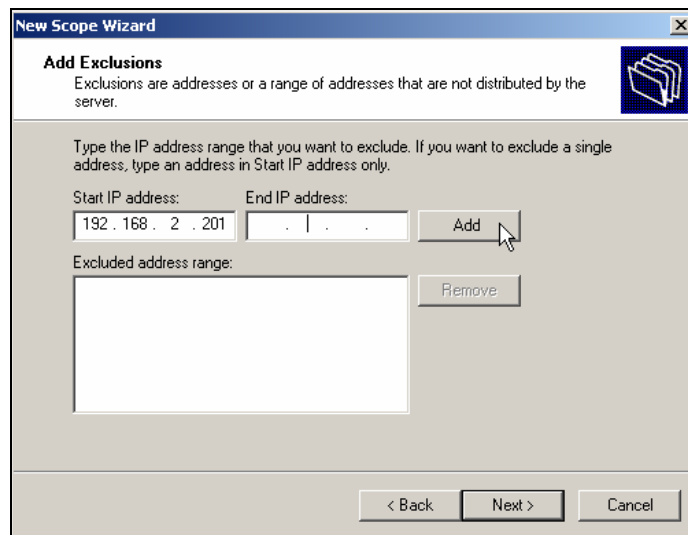 New Scope Wizard
Add Exclusions
Exclusions are addresses or a range of addresses that are not distributed by the
server.
Type the IP address range that you want to exclude. If you want to exclude a single
address, type an address in Start IP address only.
Start IP address: End IP address:
192 . 168 . 2 . 201 . . . Add
Excluded address range:
Remove
< Back Next > Cancel